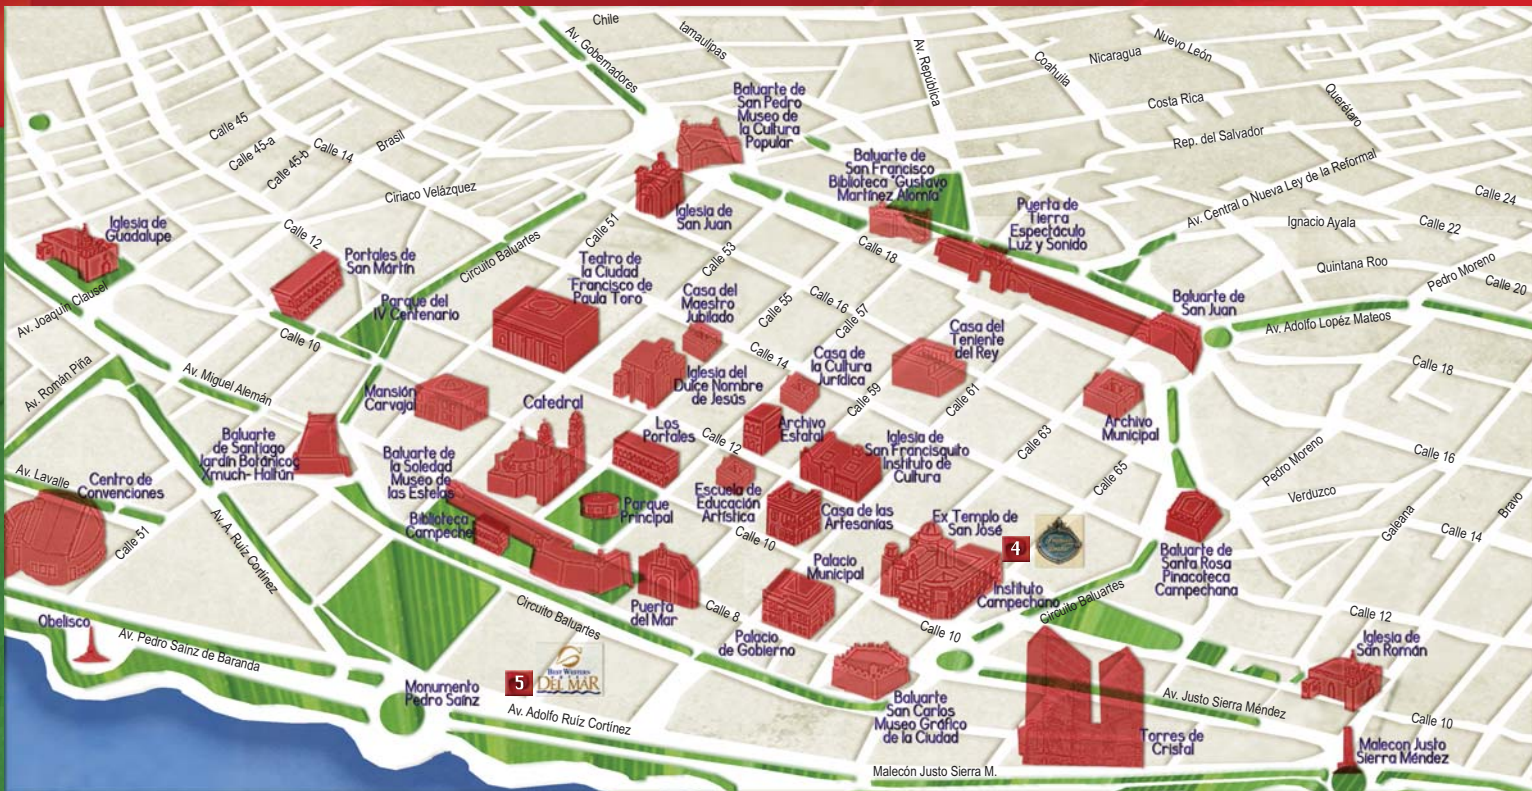 Chile
tamaulipas
Av. Gobernadores
Av. República
Coahuila
Nicaragua
Nuevo León
Costa Rica
Querétaro
Rep. del Salvador
Calle 45
Calle 45-a
Calle 45-b
Calle 14
Brasil
Ciriaco Velázquez
Baluarte de
San Pedro
Museo de
la Cultura
Popular
Baluarte de
San Francisco
Biblioteca "Gustavo
Martínez Alomía"
Av. Central o Nueva Ley de la Reformal
Calle 24
Ignacio Ayala
Calle 22
Iglesia de
Guadalupe
Calle 12
Portales de
San Mártín
Circuito Baluartes
Calle 51
Iglesia de
San Juan
Calle 53
Calle 18
Puerta de
Tierra
Espectáculo
Luz y Sonido
Quintana Roo
Pedro Moreno
Calle 20
Av. Joaquín Clausel
Parque del
IV Centenario
Calle 10
Teatro de
la Ciudad
"Francisco de
Paula Toro"
Casa del
Maestro
Jubilado
Calle 55
Calle 16
Calle 57
Baluarte de
San Juan
Av. Adolfo Lopéz Mateos
Av. Román Piña
Av. Miguel Alemán
Mansión
Carvajal
Catedral
Iglesia del
Dulce Nombre
de Jesús
Calle 14
Casa de
la Cultura
Jurídica
Casa del
Teniente
del Rey
Calle 59
Calle 61
Calle 18
Archivo
Municipal
Calle 63
Calle 65
Baluarte
de Santiago
Jardín Botánico
Xmuch- Haltún
Baluarte de
la Soledad
Museo de
las Estelas
Biblioteca
Campeche
Los
Portales
Calle 12
Archivo
Estatal
Iglesia de
San Francisquito
Instituto de
Cultura
Pedro Moreno
Calle 16
Verduzco
Galeana
Calle 14
Bravo
Av. Lavalle
Centro de
Convenciones
Calle 51
Av. A. Ruíz Cortínez
Parque
Principal
Escuela de
Educación
Artística
Casa de las
Artesanías
Calle 10
Ex Templo de
San José
4
Instituto
Campechano
Baluarte de
Santa Rosa
Pinacoteca
Campechana
Circuito Baluartes
Palacio
Municipal
Puerta
del Mar
Calle 8
Circuito Baluartes
Palacio
de Gobierno
Calle 10
Calle 12
Iglesia de
San Román
Obelisco
Av. Pedro Sainz de Baranda
Monumento
Pedro Saínz
5
BEST WESTERN
DEL MAR
Av. Adolfo Ruíz Cortínez
Baluarte
San Carlos
Museo Gráfico
de la Ciudad
Av. Justo Sierra Méndez
Calle 10
Torres de
Cristal
Malecon Justo
Sierra Méndez
Malecón Justo Sierra M.